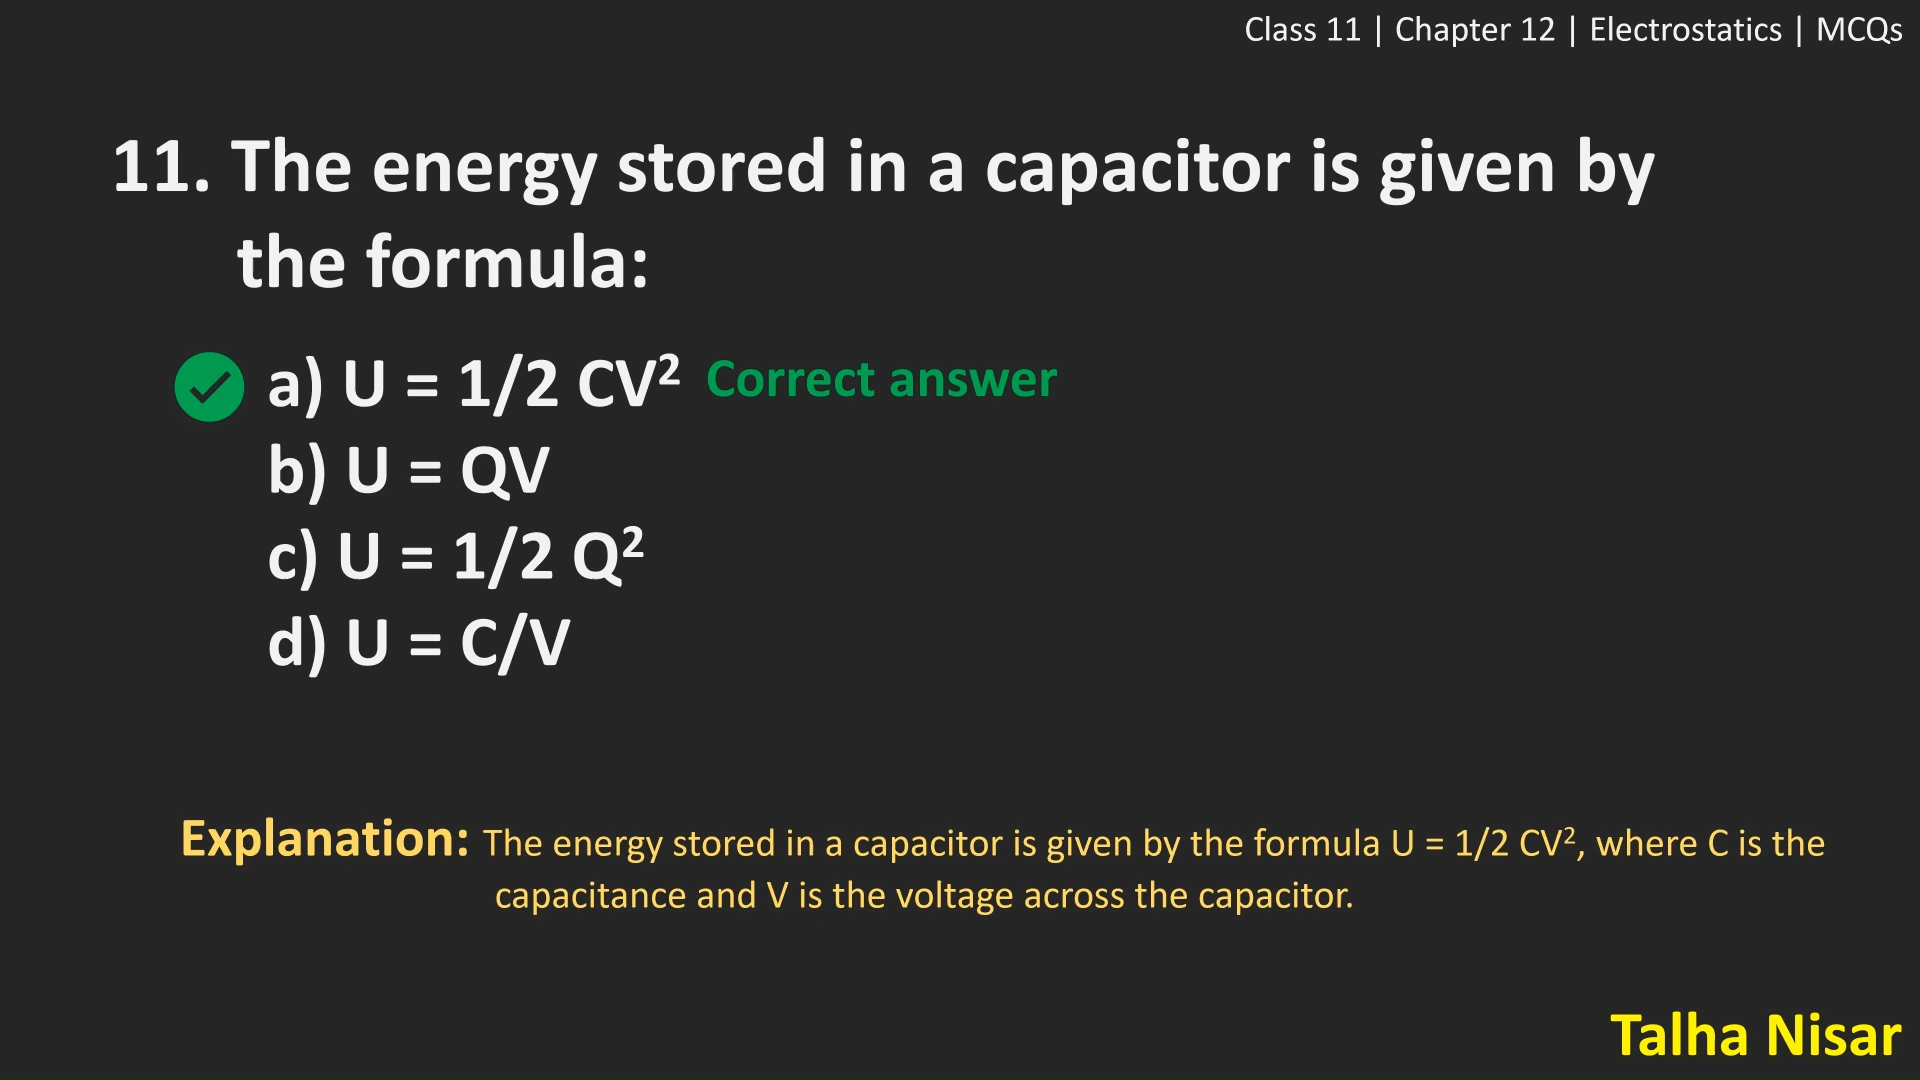 Class 11 | Chapter 12 | Electrostatics | MCQs
11. The energy stored in a capacitor is given by
the formula:
a) U = 1/2 CV² Correct answer
b) U = QV
c) U = 1/2 Q²
d) U = C/V
Explanation: The energy stored in a capacitor is given by the formula U = 1/2 CV², where C is the
capacitance and V is the voltage across the capacitor.
Talha Nisar